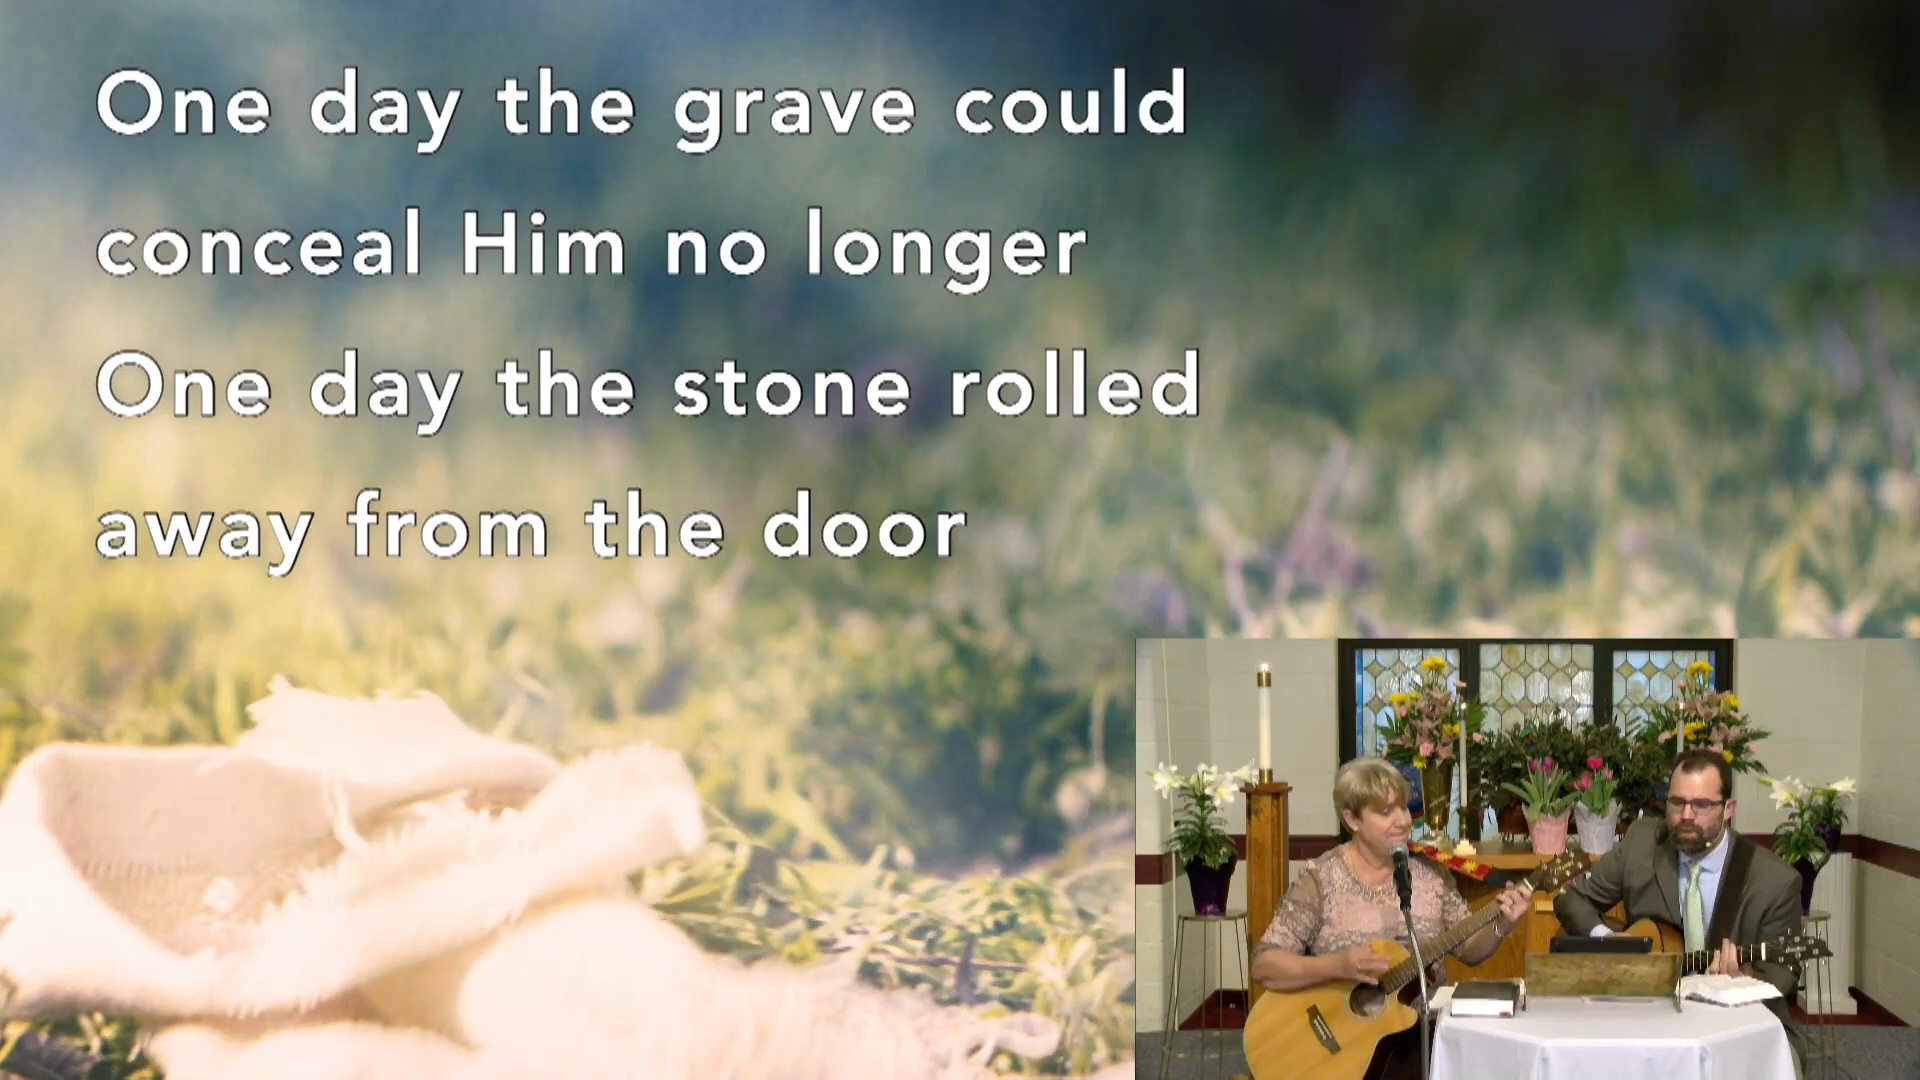 One day the grave could
conceal Him no longer
One day the stone rolled
away from the door